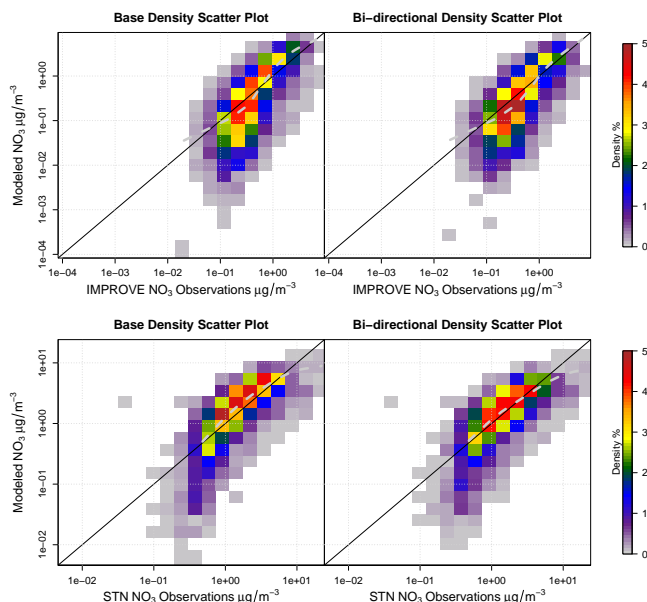 Base Density Scatter Plot
Bi−directional Density Scatter Plot
Modeled NO₃ µg/m⁻³
1e+00
1e−01
1e−02
1e−03
1e−04
1e−04 1e−03 1e−02 1e−01 1e+00
1e−04 1e−03 1e−02 1e−01 1e+00
IMPROVE NO₃ Observations µg/m⁻³
IMPROVE NO₃ Observations µg/m⁻³
5
4
3
2
1
0
Density %
Base Density Scatter Plot
Bi−directional Density Scatter Plot
Modeled NO₃ µg/m⁻³
1e+01
1e+00
1e−01
1e−02
1e−02 1e−01 1e+00 1e+01
1e−02 1e−01 1e+00 1e+01
STN NO₃ Observations µg/m⁻³
STN NO₃ Observations µg/m⁻³
5
4
3
2
1
0
Density %